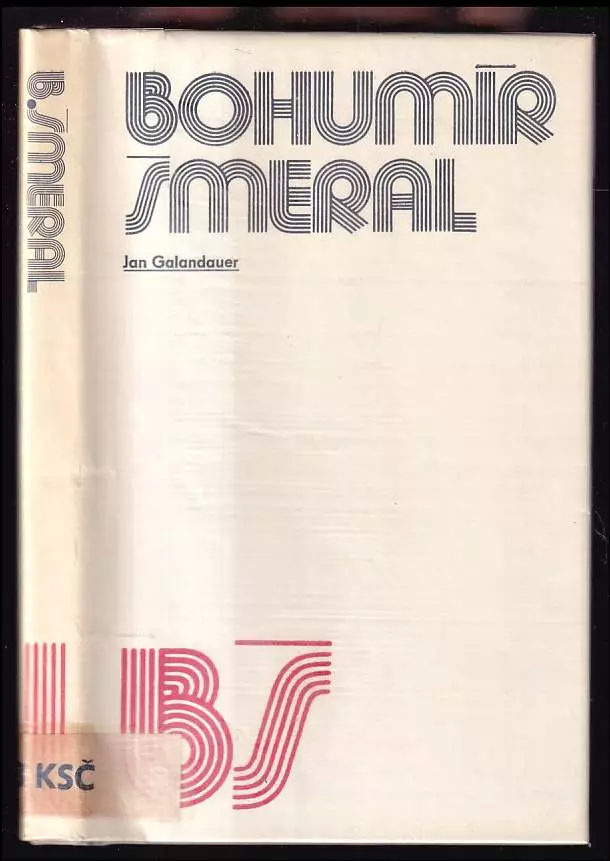 BOHUMÍR
ŠMERAL
Jan Galandauer
BŠ
B. ŠMERAL
KSČ